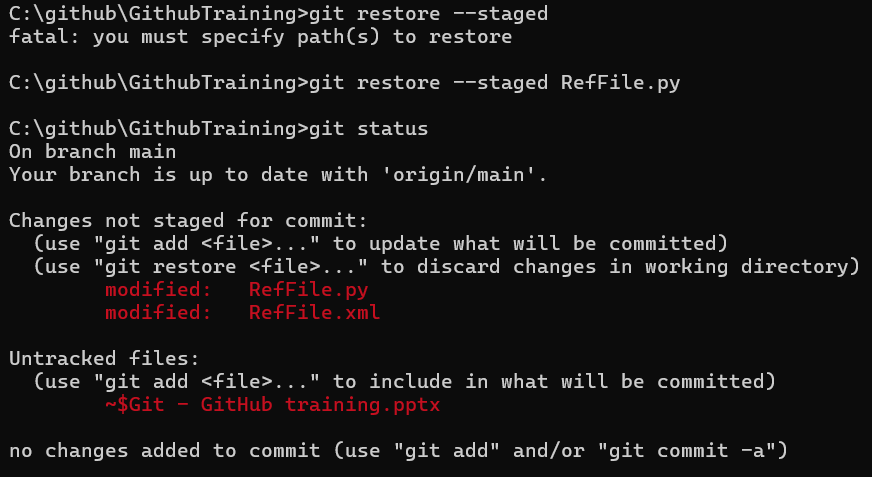 C:\github\GithubTraining>git restore --staged
fatal: you must specify path(s) to restore
C:\github\GithubTraining>git restore --staged RefFile.py
C:\github\GithubTraining>git status
On branch main
Your branch is up to date with 'origin/main'.
Changes not staged for commit:
  (use "git add <file>..." to update what will be committed)
  (use "git restore <file>..." to discard changes in working directory)
        modified:   RefFile.py
        modified:   RefFile.xml
Untracked files:
  (use "git add <file>..." to include in what will be committed)
        ~$Git - GitHub training.pptx
no changes added to commit (use "git add" and/or "git commit -a")